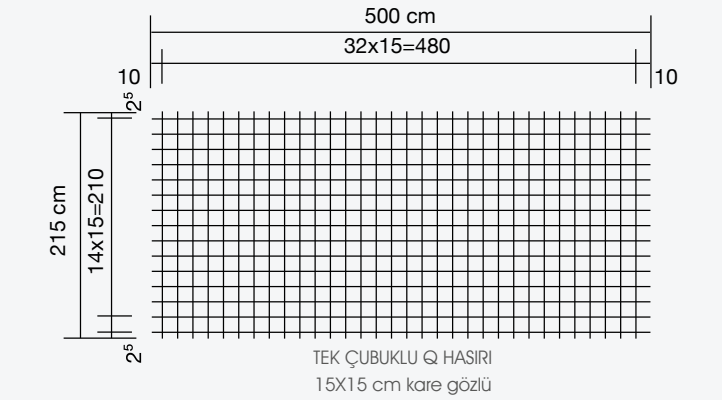 500 cm
32x15=480
10
10
2⁵
215 cm
14x15=210
2⁵
TEK ÇUBUKLU Q HASIRI
15X15 cm kare gözlü